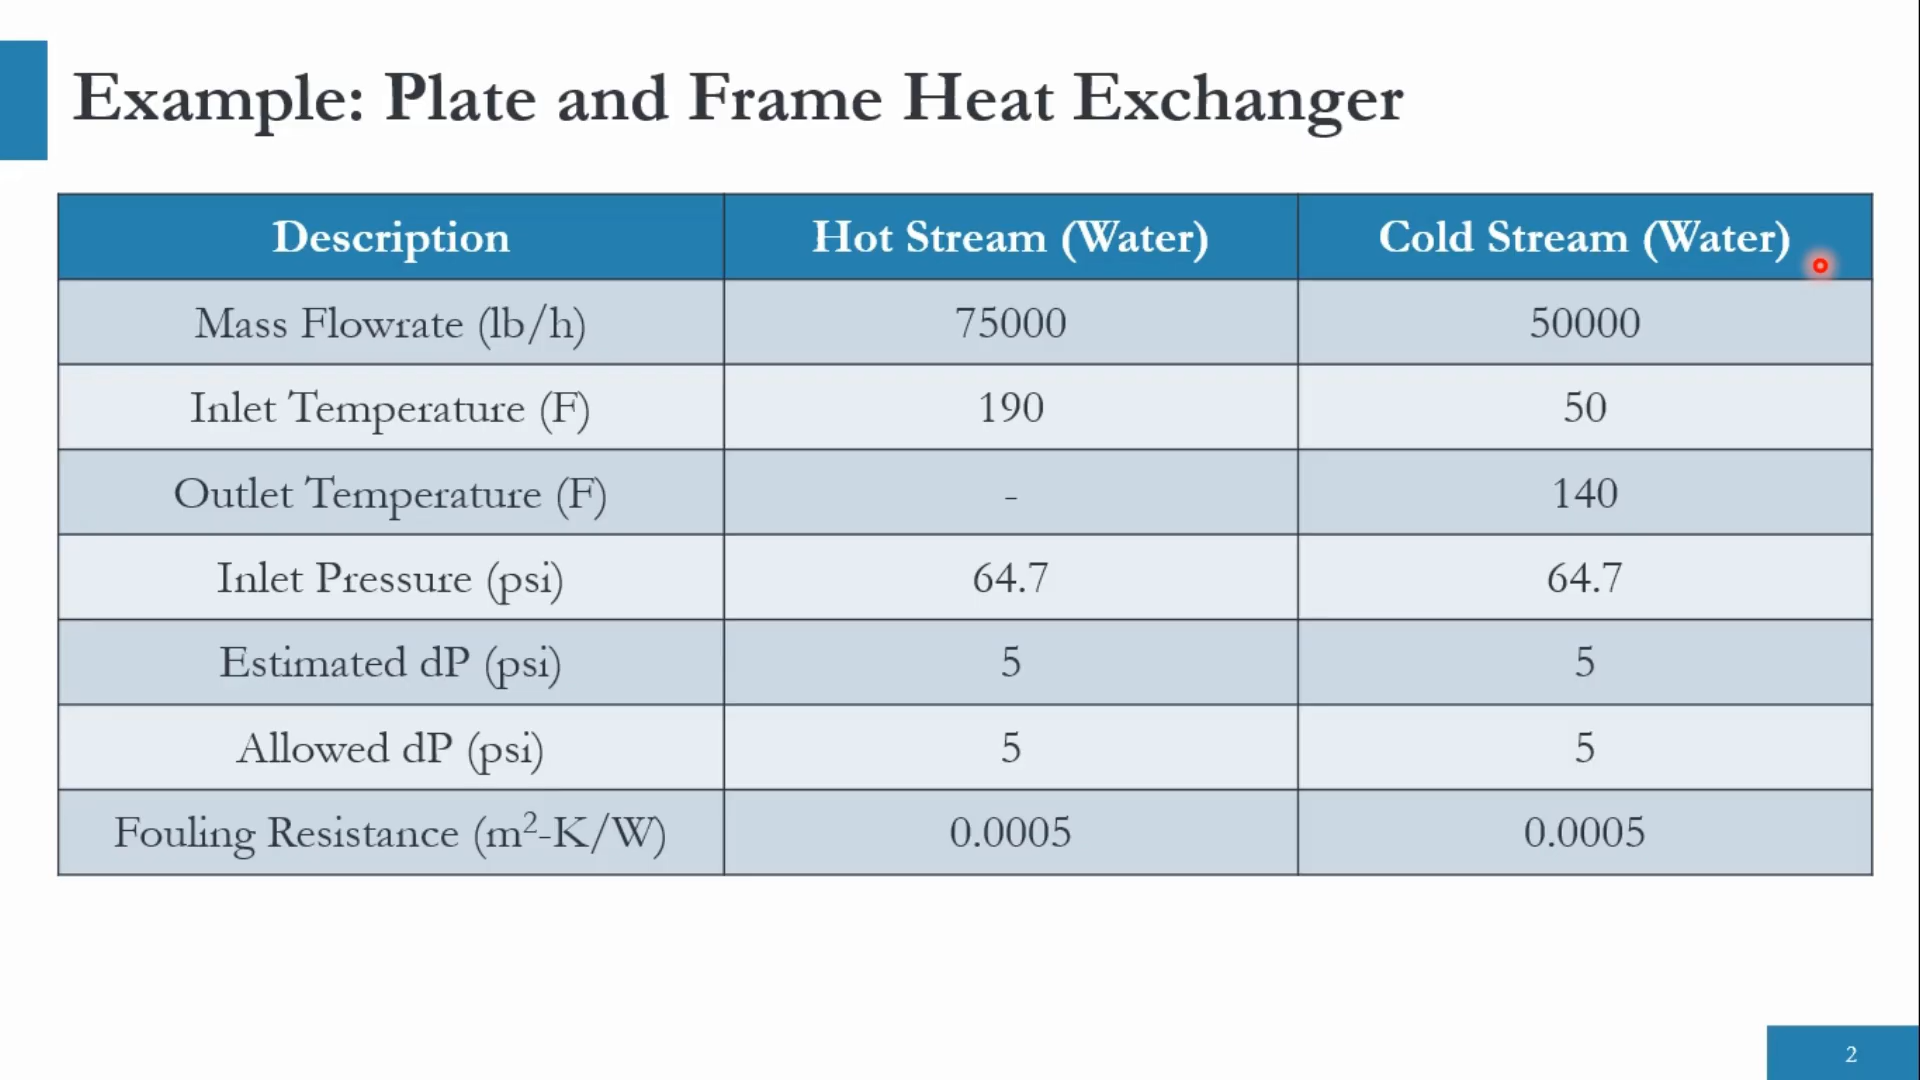 Example: Plate and Frame Heat Exchanger
Description Hot Stream (Water) Cold Stream (Water)
Mass Flowrate (lb/h) 75000 50000
Inlet Temperature (F) 190 50
Outlet Temperature (F) - 140
Inlet Pressure (psi) 64.7 64.7
Estimated dP (psi) 5 5
Allowed dP (psi) 5 5
Fouling Resistance (m²-K/W) 0.0005 0.0005
2